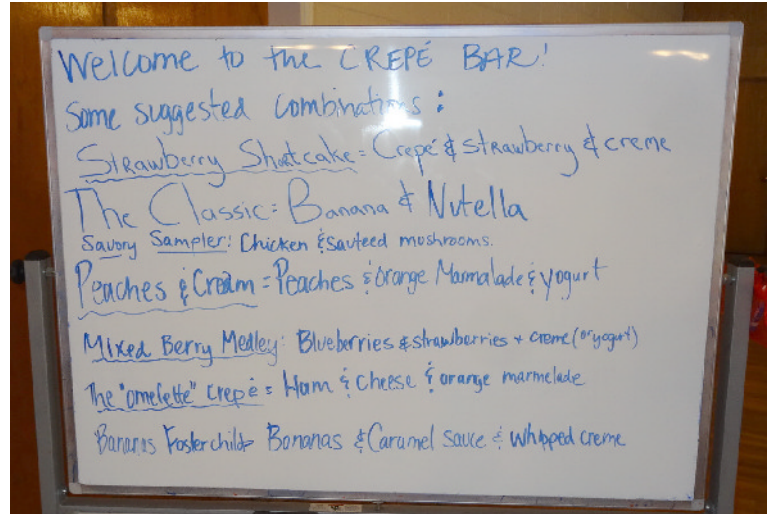 Welcome to the CREPÉ BAR!
Some suggested combinations:
Strawberry Shortcake = Crepé & strawberry & creme
The Classic: Banana & Nutella
Savory Sampler: Chicken & sauteed mushrooms.
Peaches & Cream = Peaches & orange Marmalade & yogurt
Mixed Berry Medley: Blueberries & strawberries + creme (or yogurt)
The "omelette" crepé = Ham & cheese & orange marmelade
Bananas Fosterchild> Bananas & Caramel sauce & whipped creme